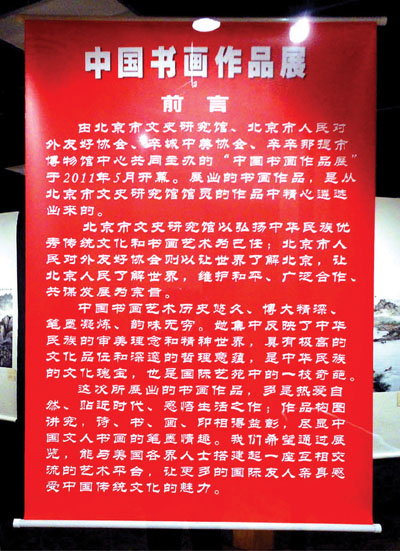 中国书画作品展
前言
由北京市文史研究馆、北京市人民对
外友好协会、华城中美协会、辛辛那提市
博物馆中心共同主办的“中国书画作品展”
于2011年5月开幕。展出的书画作品，是从
北京市文史研究馆馆员的作品中精心遴选
出来的。
北京市文史研究馆以弘扬中华民族优
秀传统文化和书画艺术为已任；北京市人
民对外友好协会则以让世界了解北京，让
北京人民了解世界，维护和平、广泛合作、
共谋发展为宗旨。
中国书画艺术历史悠久、博大精深、
笔墨凝炼、韵味无穷。她集中反映了中华
民族的审美理念和精神世界，具有极高的
文化品位和深邃的哲理意蕴，是中华民族
的文化瑰宝，也是国际艺苑中的一枝奇葩。
这次所展出的书画作品，多是热爱自
然、贴近时代、感悟生活之作；作品构图
讲究，诗、书、画、印相得益彰，尽显中
国文人书画的笔墨情趣。我们希望通过展
览，能与美国各界人士搭建起一座互相交
流的艺术平台，让更多的国际友人亲身感
受中国传统文化的魅力。